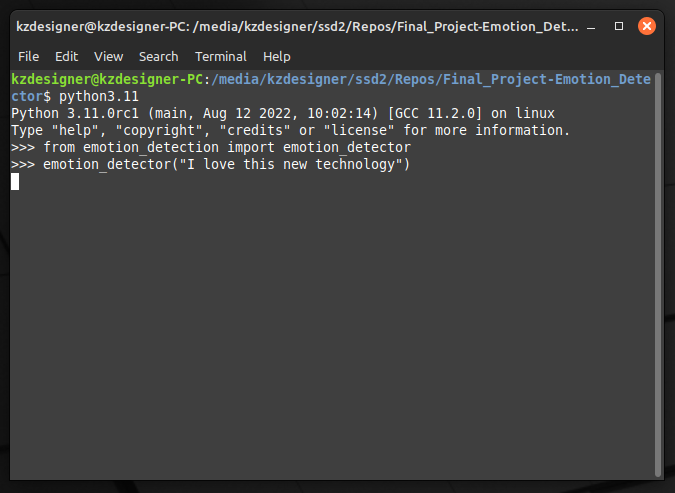 kzdesigner@kzdesigner-PC: /media/kzdesigner/ssd2/Repos/Final_Project-Emotion_Det...
File Edit View Search Terminal Help
kzdesigner@kzdesigner-PC:/media/kzdesigner/ssd2/Repos/Final_Project-Emotion_Dete
ctor$ python3.11
Python 3.11.0rc1 (main, Aug 12 2022, 10:02:14) [GCC 11.2.0] on linux
Type "help", "copyright", "credits" or "license" for more information.
>>> from emotion_detection import emotion_detector
>>> emotion_detector("I love this new technology")